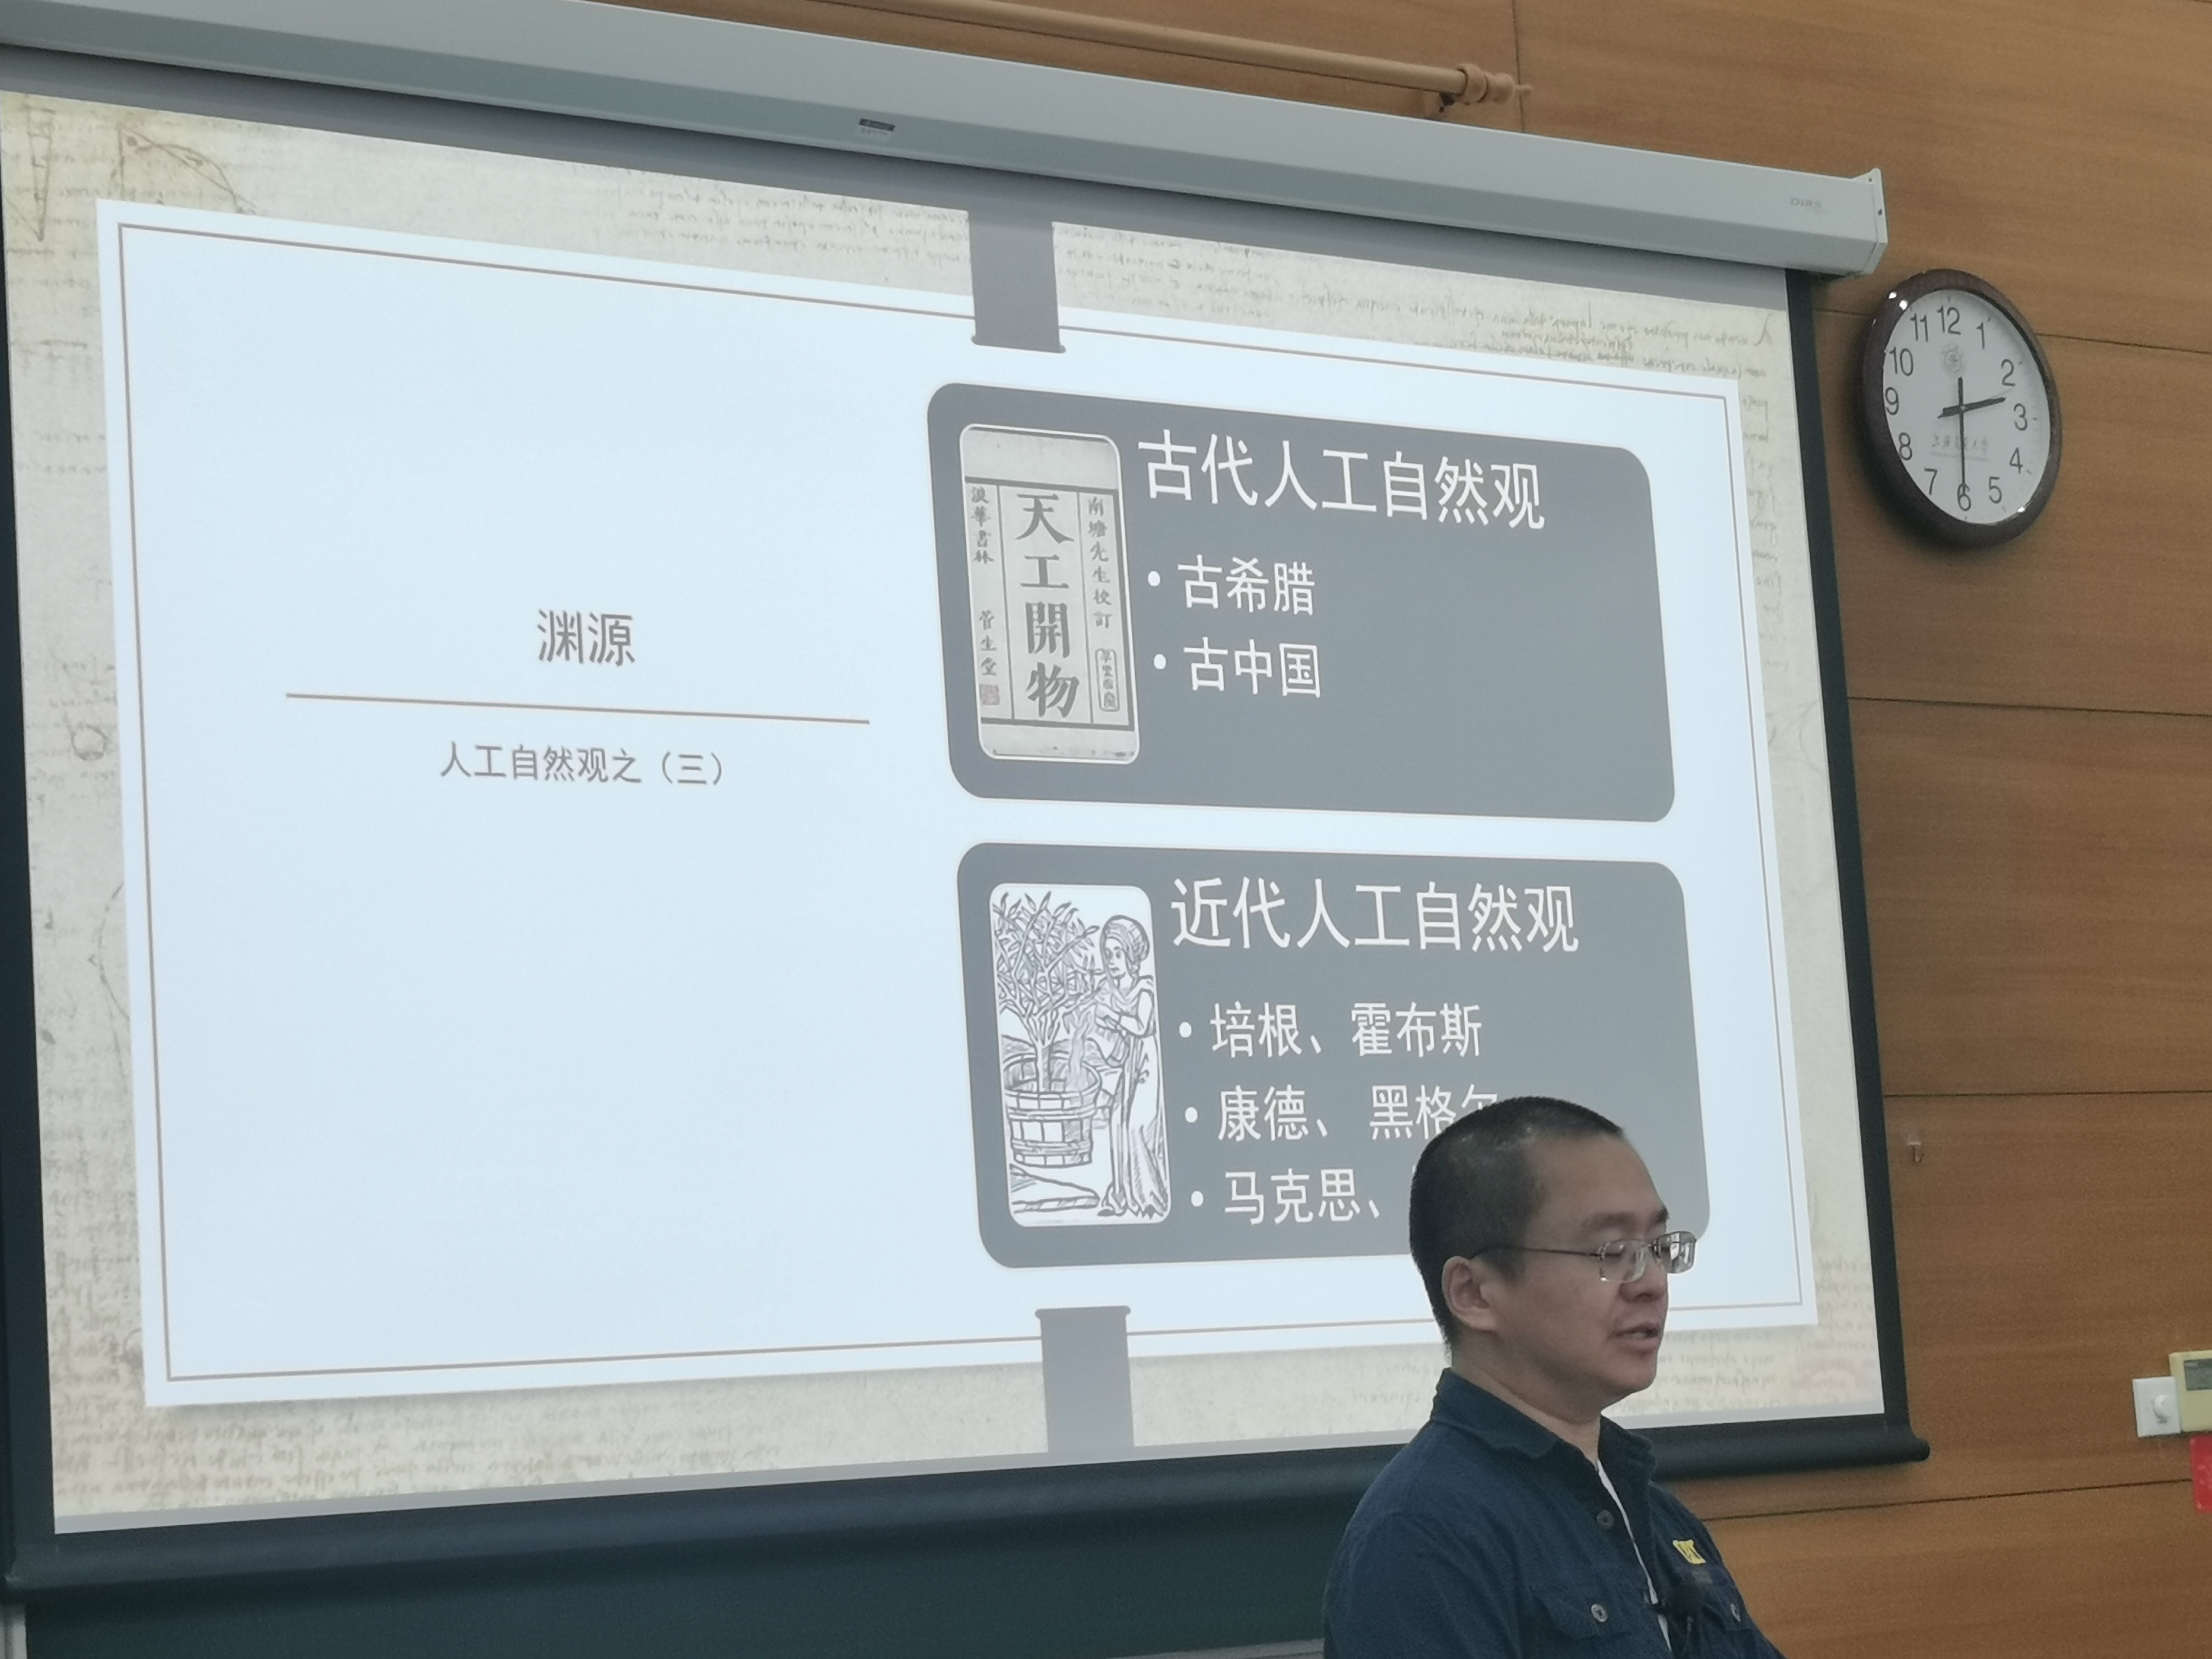 渊源
人工自然观之（三）
古代人工自然观
• 古希腊
• 古中国
南塘先生校訂
天工開物
浪華書林 菅生堂
近代人工自然观
• 培根、霍布斯
• 康德、黑格尔
• 马克思、
11 12 1
10 2
9 3
8 4
7 6 5